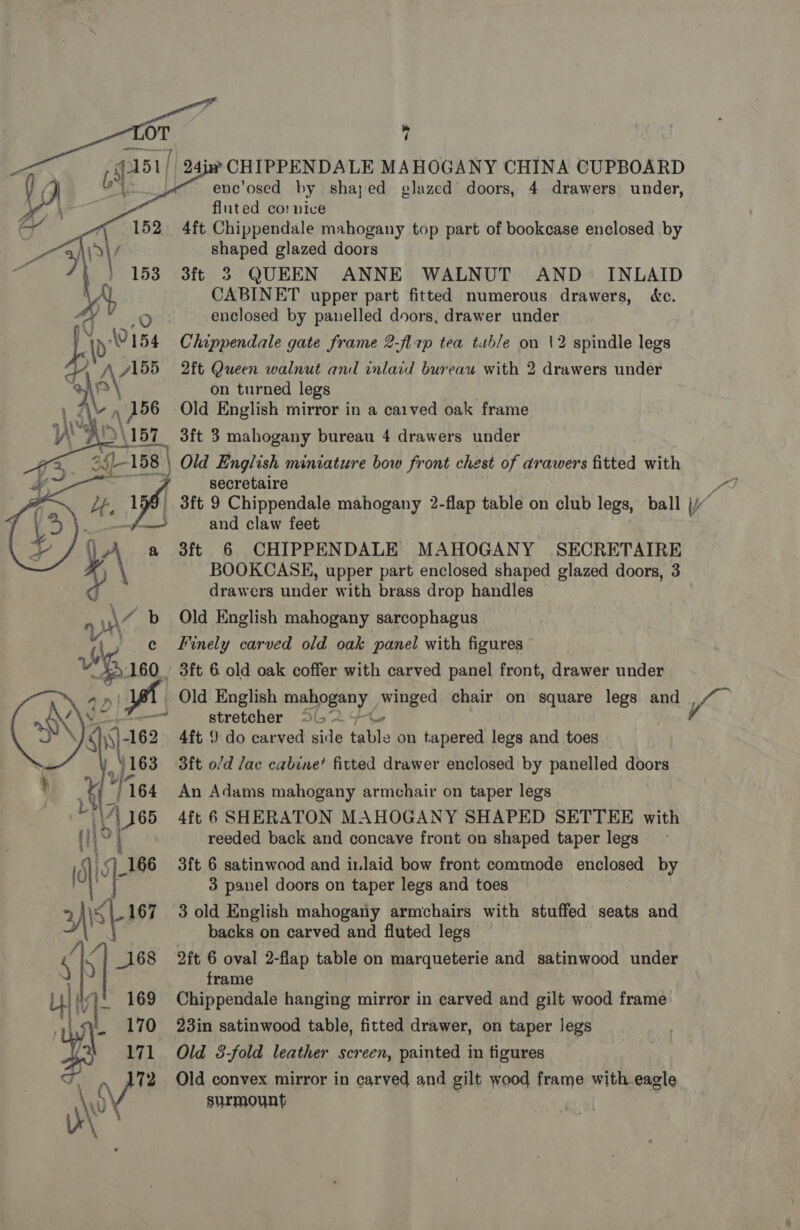 LOT
7
151 24in CHIPPENDALE MAHOGANY CHINA CUPBOARD
enclosed by shaped glazed doors, 4 drawers under,
fluted cornice
152 4ft Chippendale mahogany top part of bookcase enclosed by
shaped glazed doors
153 3ft 3 QUEEN ANNE WALNUT AND INLAID
CABINET upper part fitted numerous drawers, &c.
enclosed by panelled doors, drawer under
154 Chippendale gate frame 2-flap tea table on 12 spindle legs
155 2ft Queen walnut and inlaid bureau with 2 drawers under
on turned legs
156 Old English mirror in a carved oak frame
157 3ft 3 mahogany bureau 4 drawers under
158 Old English miniature bow front chest of drawers fitted with
secretaire
159 3ft 9 Chippendale mahogany 2-flap table on club legs, ball
and claw feet
a 3ft 6 CHIPPENDALE MAHOGANY SECRETAIRE
BOOKCASE, upper part enclosed shaped glazed doors, 3
drawers under with brass drop handles
b Old English mahogany sarcophagus
c Finely carved old oak panel with figures
160 3ft 6 old oak coffer with carved panel front, drawer under
161 Old English mahogany winged chair on square legs and
stretcher
162 4ft 9 do carved side table on tapered legs and toes
163 3ft old lac cabinet fitted drawer enclosed by panelled doors
164 An Adams mahogany armchair on taper legs
165 4ft 6 SHERATON MAHOGANY SHAPED SETTEE with
reeded back and concave front on shaped taper legs
166 3ft 6 satinwood and inlaid bow front commode enclosed by
3 panel doors on taper legs and toes
167 3 old English mahogany armchairs with stuffed seats and
backs on carved and fluted legs
168 2ft 6 oval 2-flap table on marqueterie and satinwood under
frame
169 Chippendale hanging mirror in carved and gilt wood frame
170 23in satinwood table, fitted drawer, on taper legs
171 Old 3-fold leather screen, painted in figures
172 Old convex mirror in carved and gilt wood frame with eagle
surmount